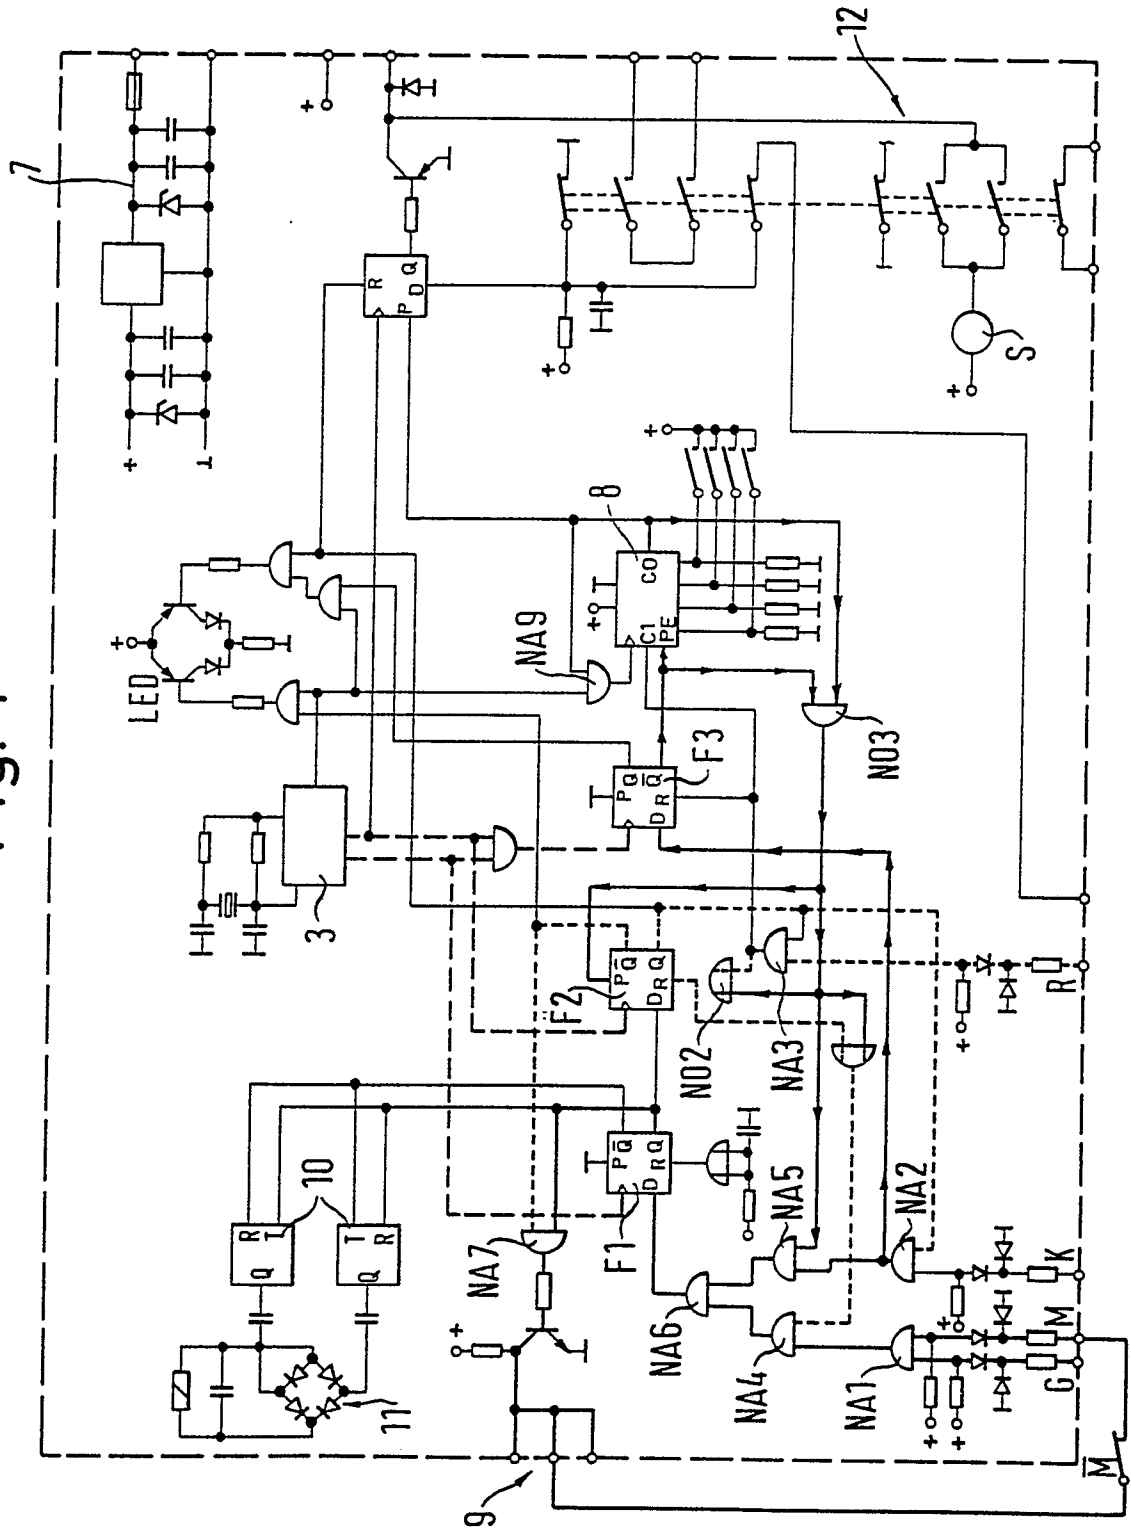 Fig. 1
7
+
⊥
+
12
LED
+
3
R
D
P
Q
+
+
S
+
8
+
CO
C1
PE
NA9
F3
P
Q
Q̅
D
R
NO3
F2
P
Q̅
D
R
Q
NO2
NA3
R
+
10
R
T
Q
T
R
Q
11
NA7
F1
P
Q̅
D
R
Q
NA5
NA2
NA6
NA4
NA1
+
+
+
+
K
M
G
9
M̅